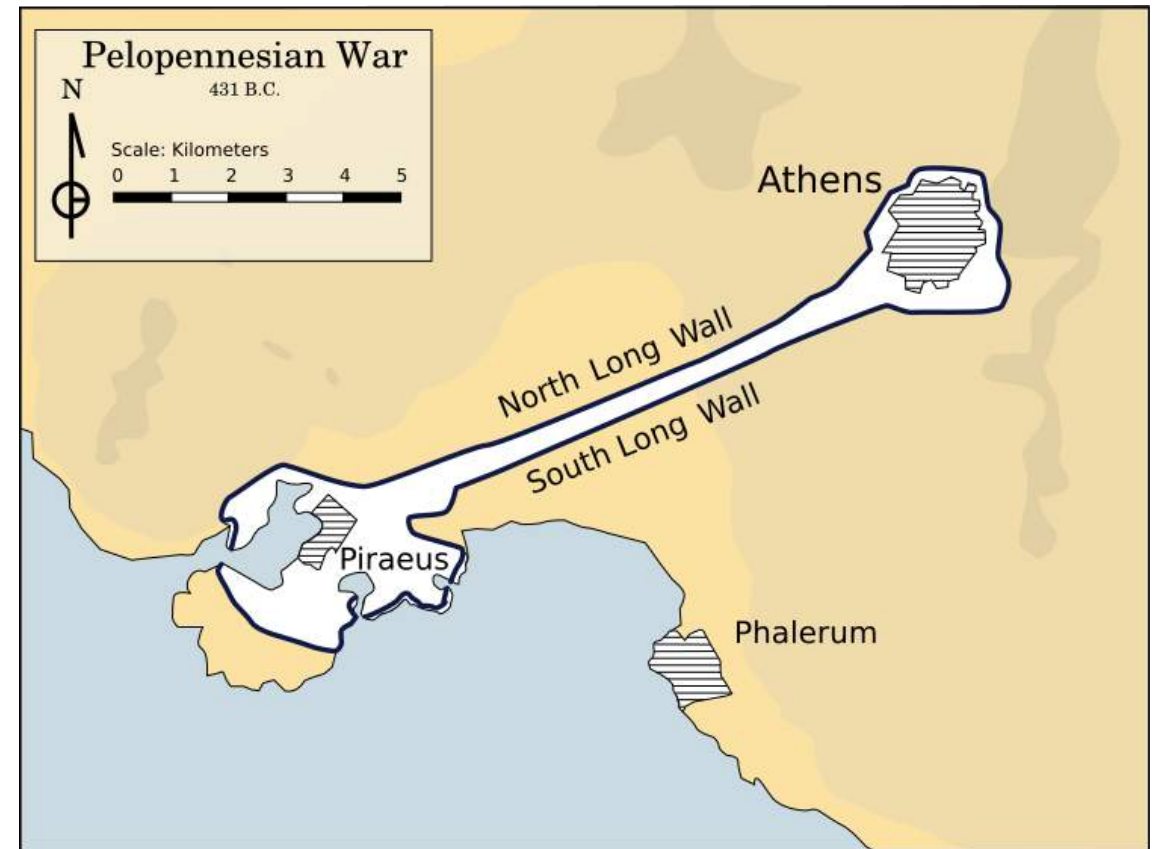 Pelopennesian War
431 B.C.
N
Scale: Kilometers
0 1 2 3 4 5
Athens
North Long Wall
South Long Wall
Piraeus
Phalerum